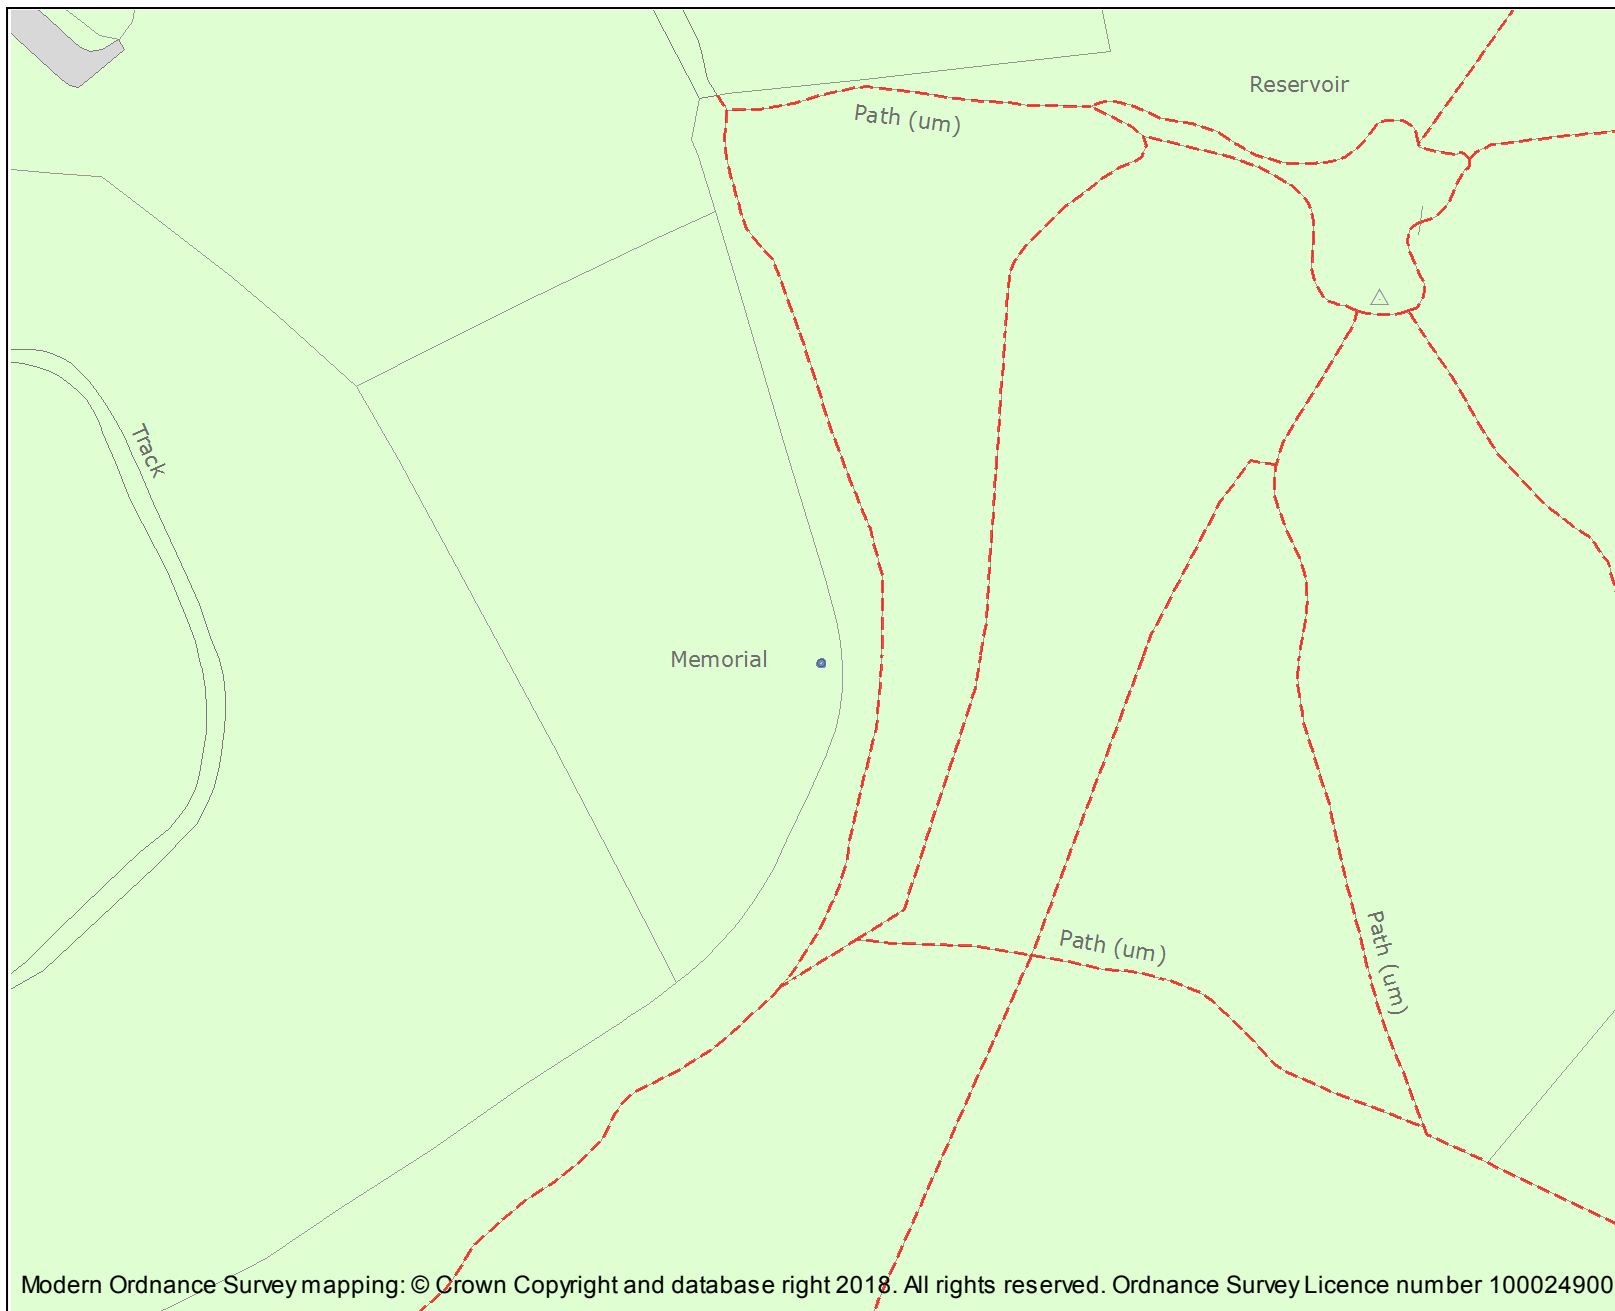 Reservoir
Path (um)
Track
Memorial
Path (um)
Path (um)
Modern Ordnance Survey mapping: © Crown Copyright and database right 2018. All rights reserved. Ordnance Survey Licence number 100024900